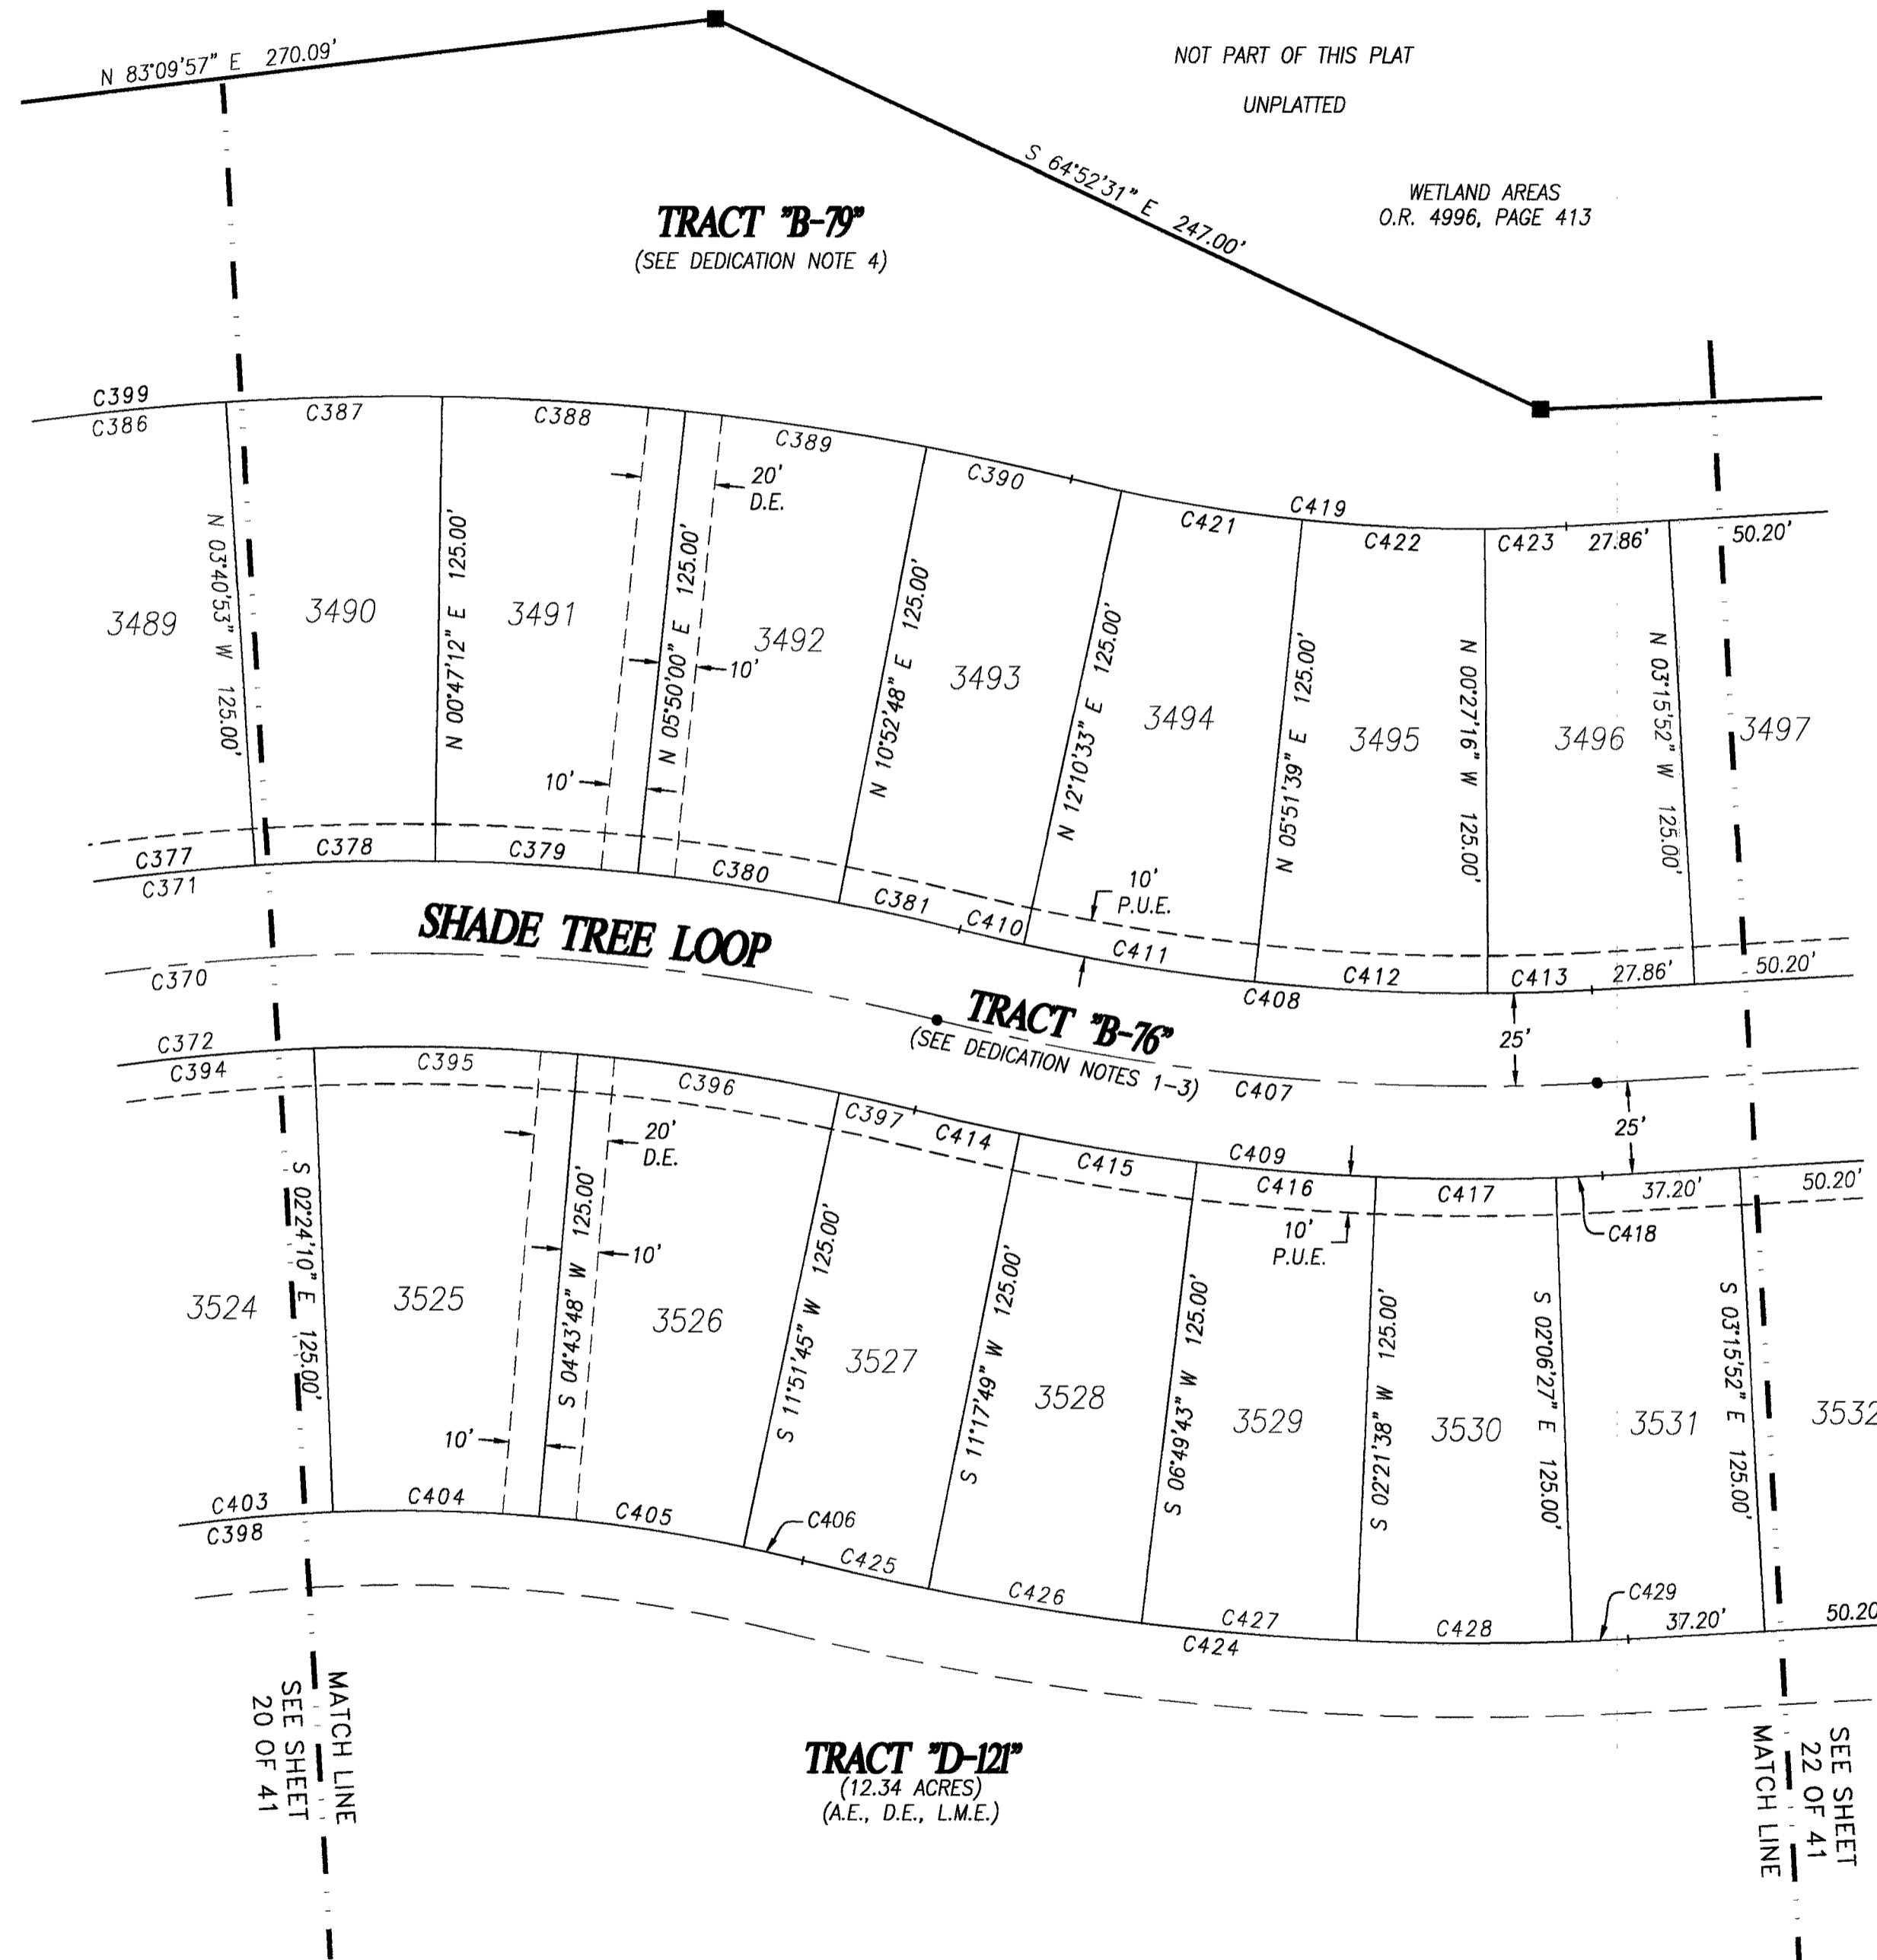 N 83°09'57" E 270.09'
NOT PART OF THIS PLAT
UNPLATTED
S 64°52'31" E 247.00'
WETLAND AREAS
O.R. 4996, PAGE 413
TRACT "B-79"
(SEE DEDICATION NOTE 4)
C399
C386
C387
C388
C389
C390
C419
C421
C422
C423
27.86'
50.20'
20'
D.E.
N 03°40'53" W 125.00'
N 00°47'12" E 125.00'
N 05°50'00" E 125.00'
N 10°52'48" E 125.00'
N 12°10'33" E 125.00'
N 05°51'39" E 125.00'
N 00°27'16" W 125.00'
N 03°15'52" W 125.00'
3489
3490
3491
3492
3493
3494
3495
3496
3497
10'
10'
10'
P.U.E.
C377
C371
C378
C379
C380
C381
C410
C411
C408
C412
C413
27.86'
50.20'
SHADE TREE LOOP
C370
TRACT "B-76"
(SEE DEDICATION NOTES 1-3)
C407
25'
25'
C372
C394
C395
C396
C397
C414
C415
C409
C416
C417
C418
37.20'
50.20'
20'
D.E.
10'
10'
10'
P.U.E.
S 02°24'10" E 125.00'
S 04°43'48" W 125.00'
S 11°51'45" W 125.00'
S 11°17'49" W 125.00'
S 06°49'43" W 125.00'
S 02°21'38" W 125.00'
S 02°06'27" E 125.00'
S 03°15'52" E 125.00'
3524
3525
3526
3527
3528
3529
3530
3531
3532
C403
C398
C404
C405
C406
C425
C426
C427
C424
C428
C429
37.20'
50.20
MATCH LINE
SEE SHEET
20 OF 41
TRACT "D-121"
(12.34 ACRES)
(A.E., D.E., L.M.E.)
SEE SHEET
22 OF 41
MATCH LINE